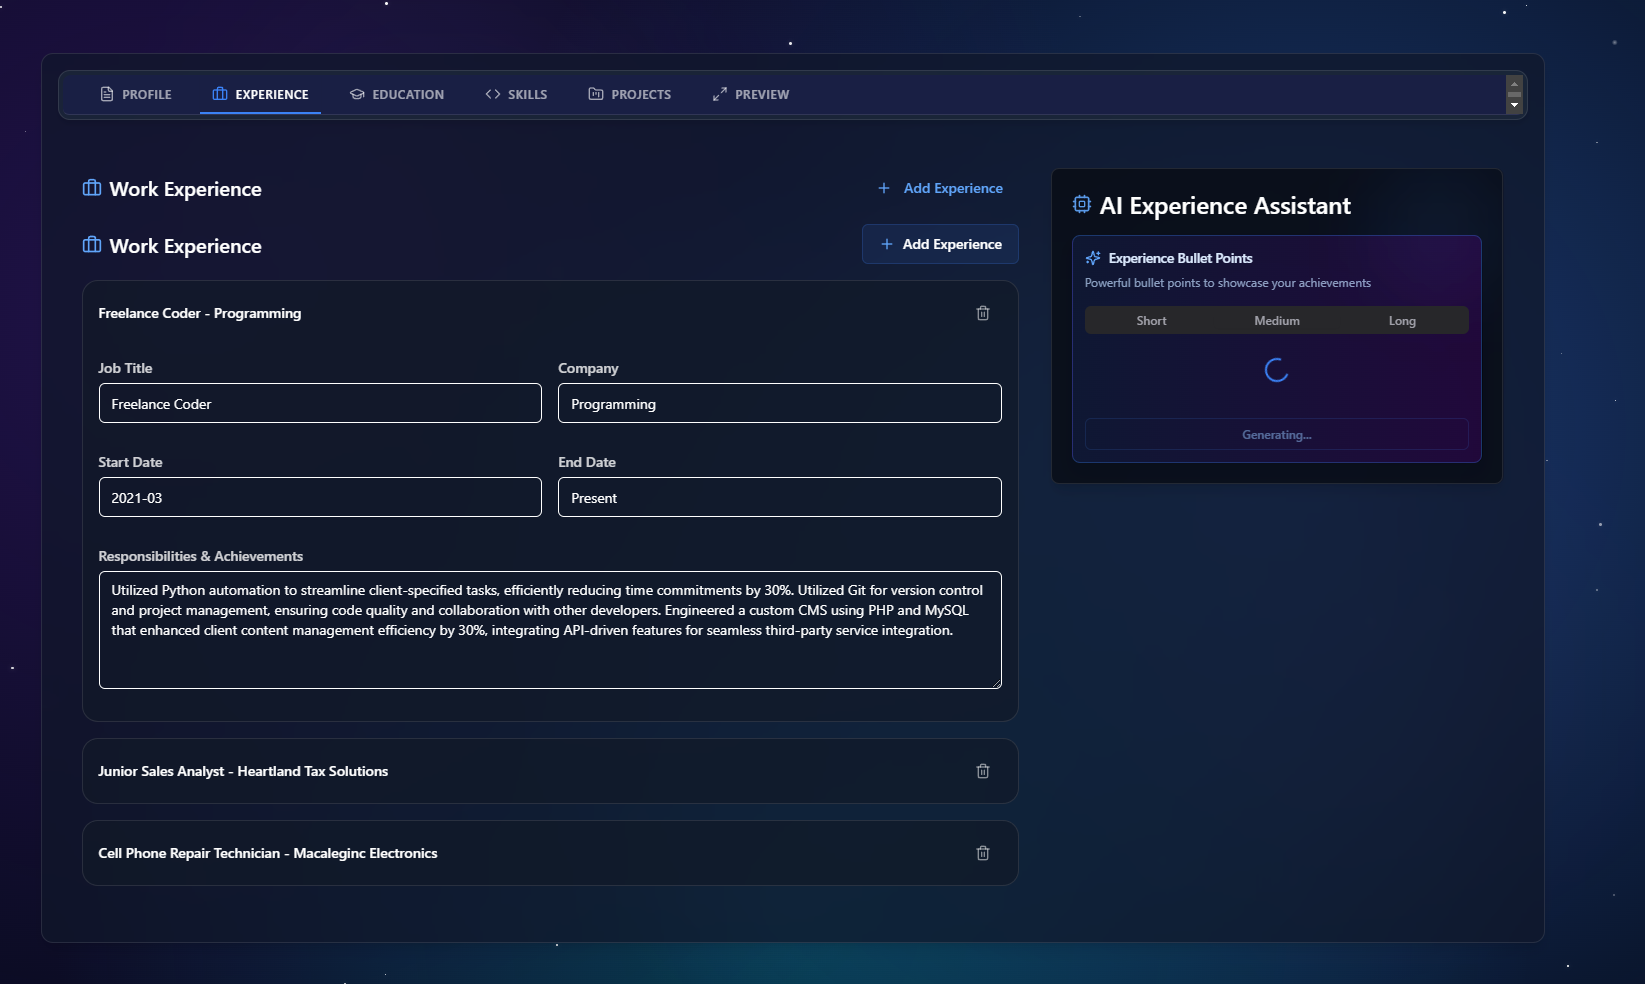 PROFILE
EXPERIENCE
EDUCATION
SKILLS
PROJECTS
PREVIEW
Work Experience
Add Experience
Work Experience
Add Experience
Freelance Coder - Programming
Job Title
Company
Freelance Coder
Programming
Start Date
End Date
2021-03
Present
Responsibilities & Achievements
Utilized Python automation to streamline client-specified tasks, efficiently reducing time commitments by 30%. Utilized Git for version control
and project management, ensuring code quality and collaboration with other developers. Engineered a custom CMS using PHP and MySQL
that enhanced client content management efficiency by 30%, integrating API-driven features for seamless third-party service integration.
Junior Sales Analyst - Heartland Tax Solutions
Cell Phone Repair Technician - Macaleginc Electronics
AI Experience Assistant
Experience Bullet Points
Powerful bullet points to showcase your achievements
Short
Medium
Long
Generating...